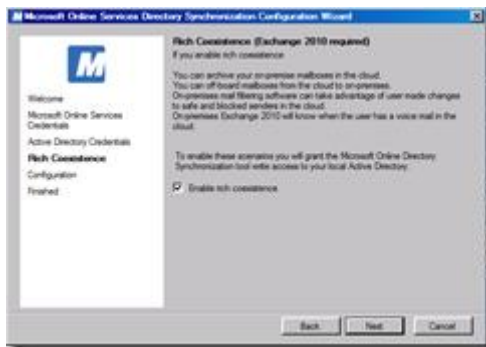 Microsoft Online Services Directory Synchronization Configuration Wizard
M
Welcome
Microsoft Online Services
Credentials
Active Directory Credentials
Rich Coexistence
Configuration
Finished
Rich Coexistence (Exchange 2010 required)
If you enable rich coexistence
You can archive your on-premise mailboxes in the cloud.
You can off-board mailboxes from the cloud to on-premises.
On-premises mail filtering software can take advantage of user made changes
to safe and blocked senders in the cloud.
On-premises Exchange 2010 will know when the user has a voice mail in the
cloud.
To enable these scenarios you will grant the Microsoft Online Directory
Synchronization tool write access to your local Active Directory.
Enable rich coexistence
Back
Next
Cancel